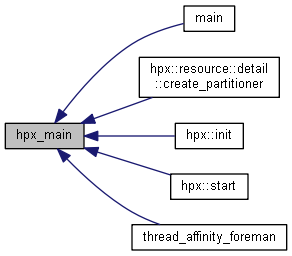 main
hpx::resource::detail
::create_partitioner
hpx_main
hpx::init
hpx::start
thread_affinity_foreman